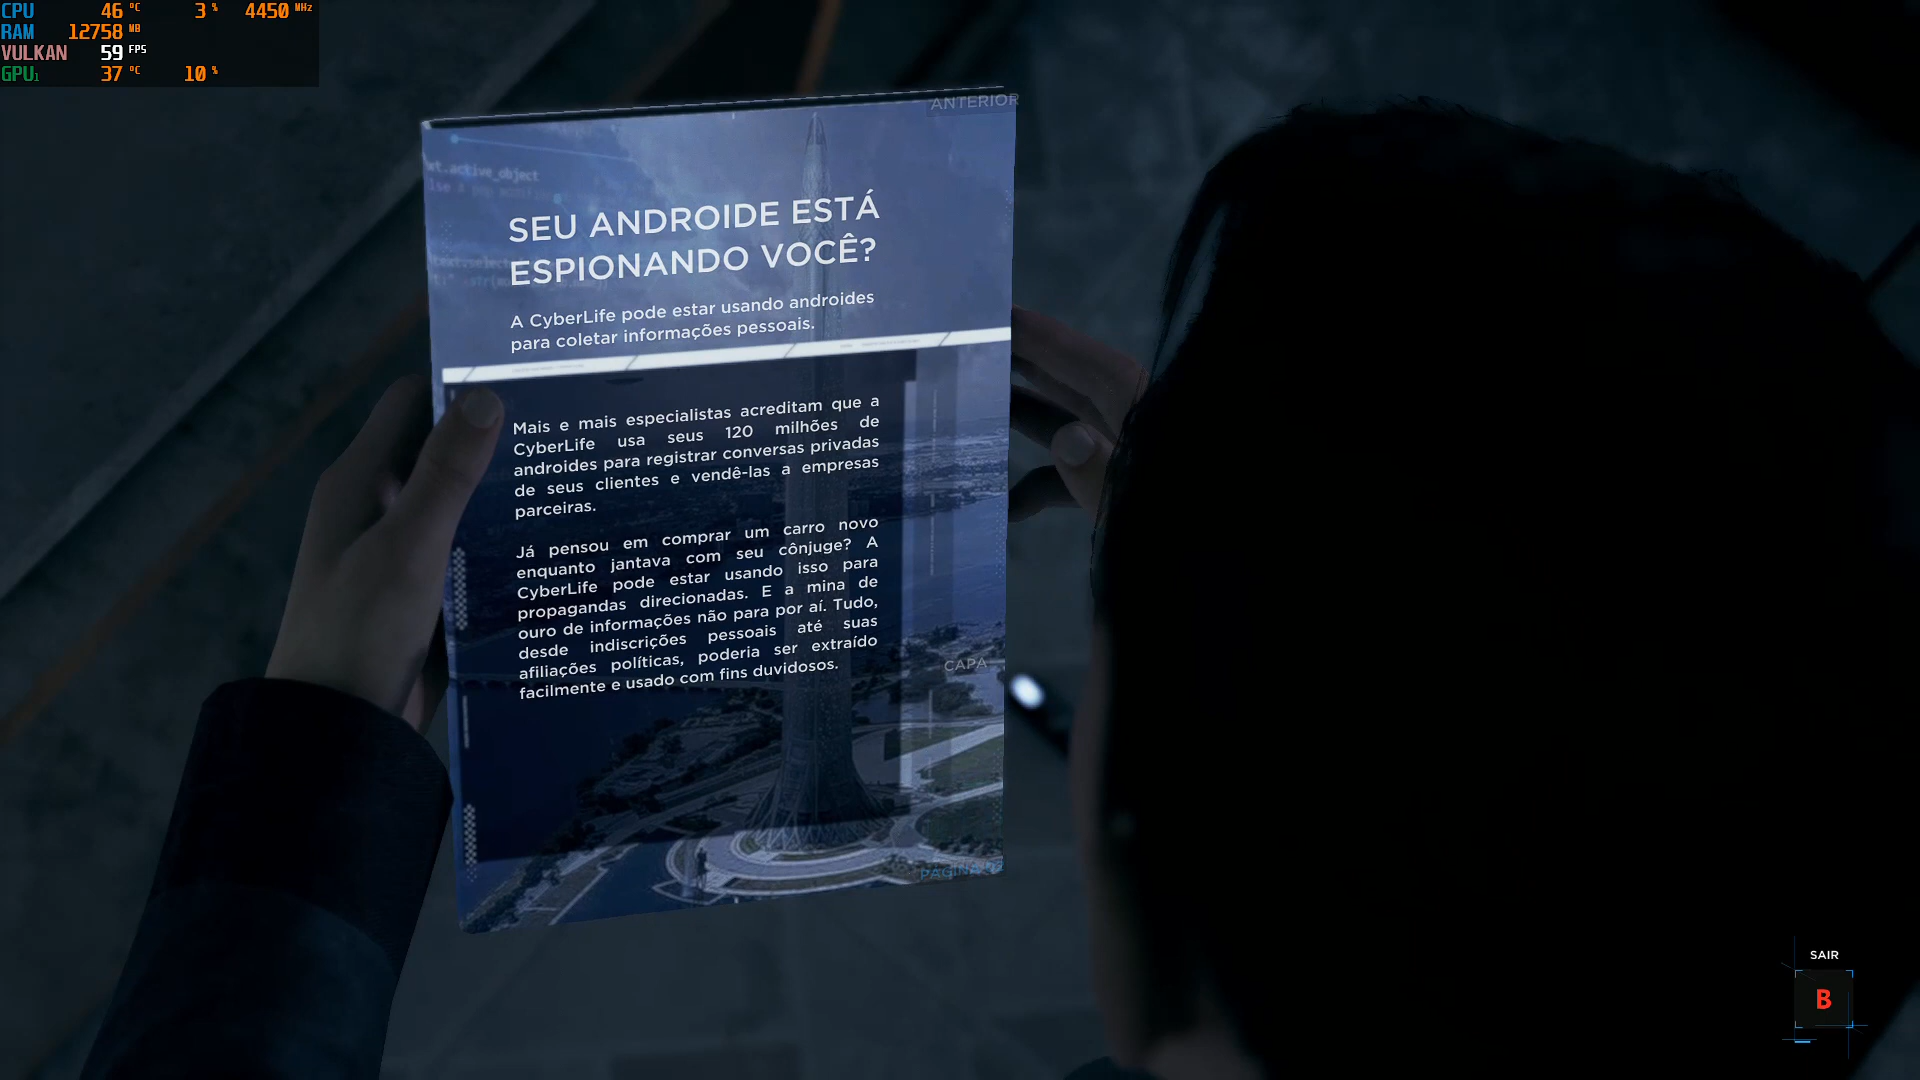 CPU 46 °C 3 % 4450 MHz
RAM 12758 MB
VULKAN 59 FPS
GPU1 37 °C 10 %
ANTERIOR
xt.active_object
SEU ANDROIDE ESTÁ
ESPIONANDO VOCÊ?
A CyberLife pode estar usando androides
para coletar informações pessoais.
Mais e mais especialistas acreditam que a
CyberLife usa seus 120 milhões de
androides para registrar conversas privadas
de seus clientes e vendê-las a empresas
parceiras.
Já pensou em comprar um carro novo
enquanto jantava com seu cônjuge? A
CyberLife pode estar usando isso para
propagandas direcionadas. E a mina de
ouro de informações não para por aí. Tudo,
desde indiscrições pessoais até suas
afiliações políticas, poderia ser extraído
facilmente e usado com fins duvidosos.
CAPA
PÁGINA
SAIR
B